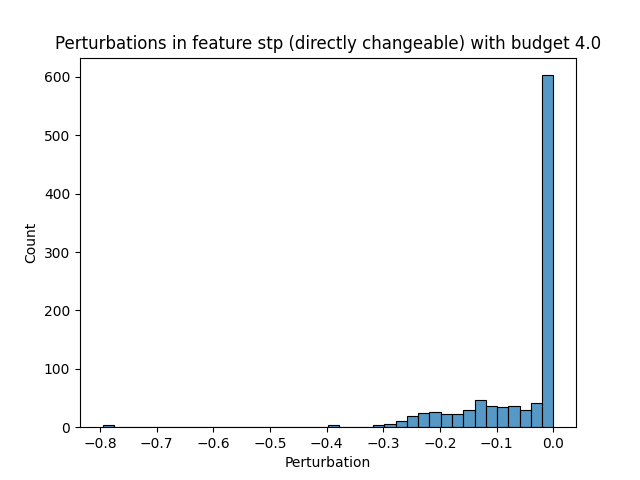 Perturbations in feature stp (directly changeable) with budget 4.0
600
500
400
300
200
100
0
Count
−0.8 −0.7 −0.6 −0.5 −0.4 −0.3 −0.2 −0.1 0.0
Perturbation